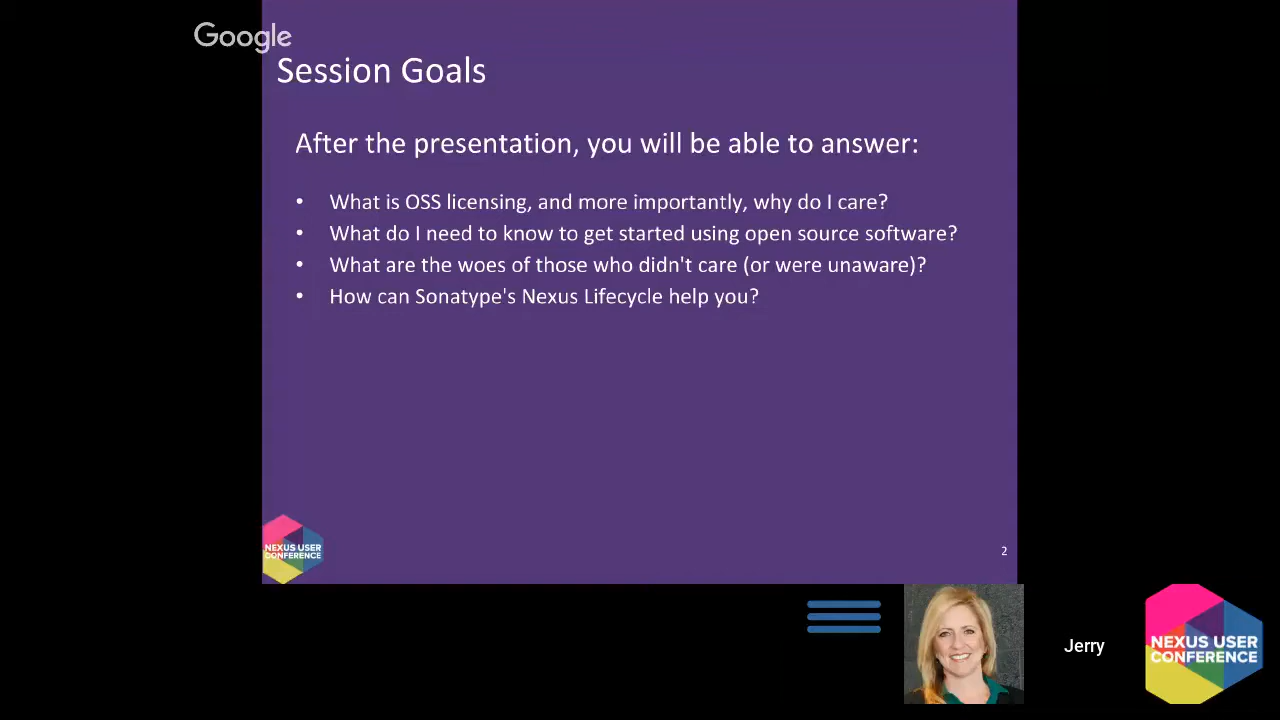 Google
Session Goals
After the presentation, you will be able to answer:
• What is OSS licensing, and more importantly, why do I care?
• What do I need to know to get started using open source software?
• What are the woes of those who didn't care (or were unaware)?
• How can Sonatype's Nexus Lifecycle help you?
NEXUS USER
CONFERENCE
2
Jerry
NEXUS USER
CONFERENCE